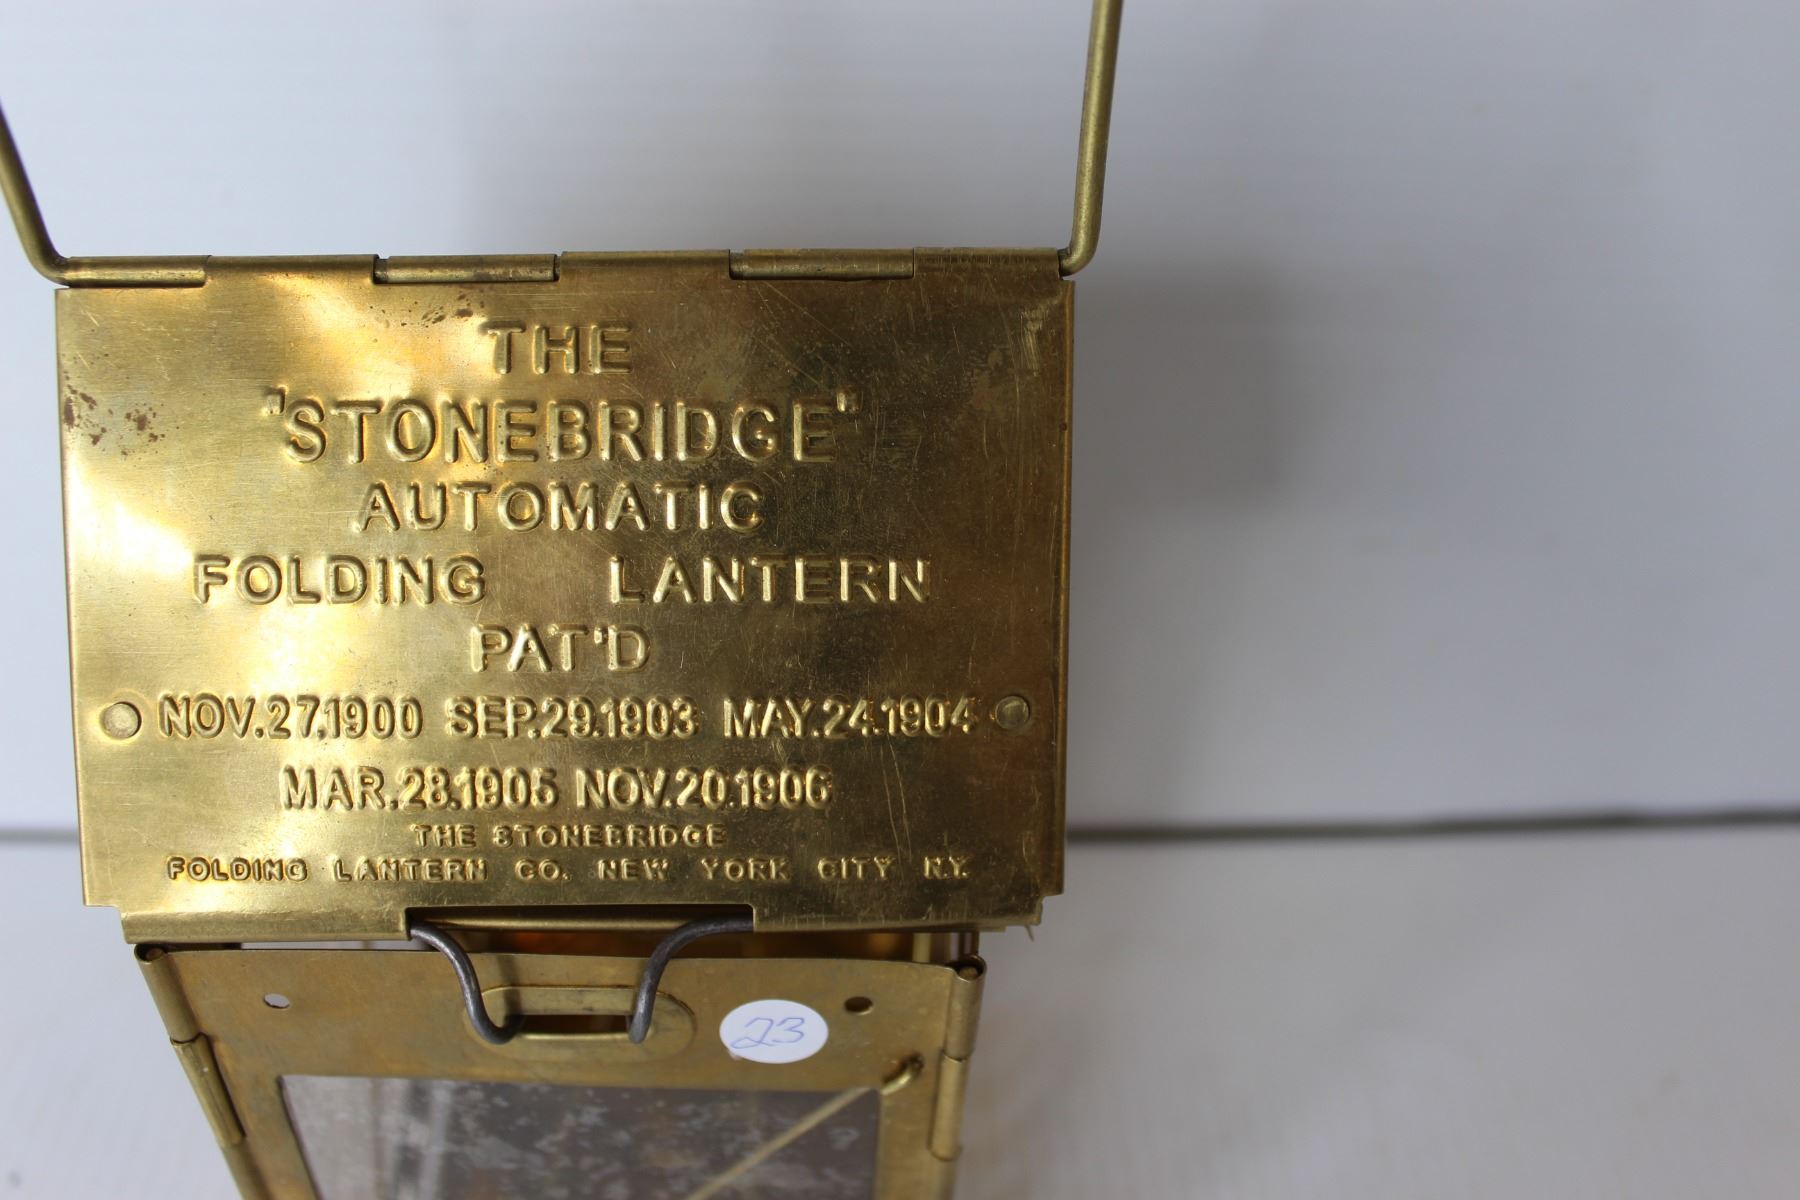 THE
'STONEBRIDGE"
AUTOMATIC
FOLDING LANTERN
PAT'D
NOV.27,1900 SEP.29.1903 MAY.24.1904
MAR.28.1905 NOV.20.1906
THE STONEBRIDGE
FOLDING LANTERN CO. NEW YORK CITY N.Y.
23